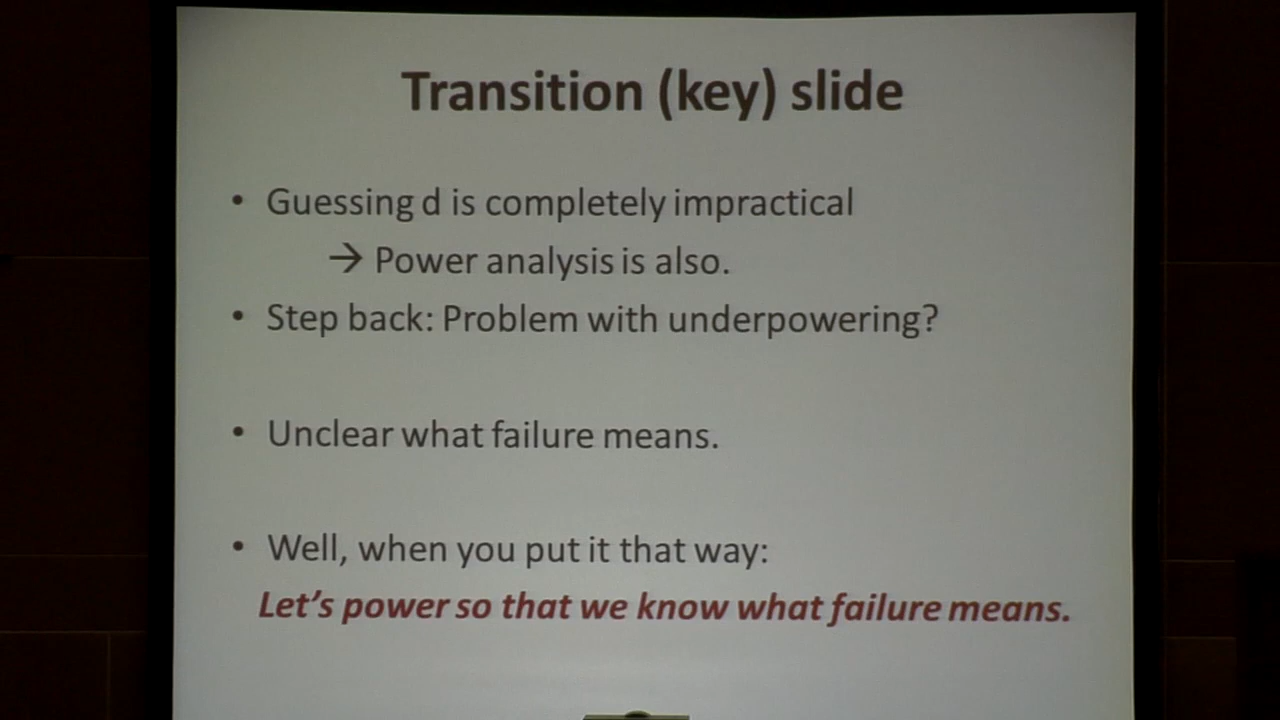 Transition (key) slide
• Guessing d is completely impractical
→ Power analysis is also.
• Step back: Problem with underpowering?
• Unclear what failure means.
• Well, when you put it that way:
Let's power so that we know what failure means.